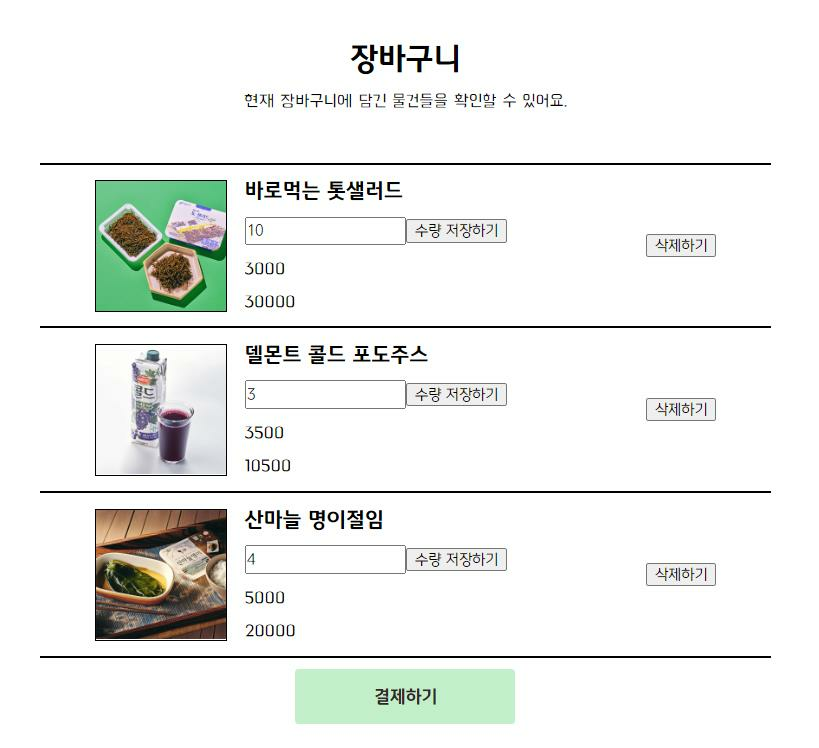 장바구니
현재 장바구니에 담긴 물건들을 확인할 수 있어요.
바로먹는 톳샐러드
10 수량 저장하기
삭제하기
3000
30000
델몬트 콜드 포도주스
3 수량 저장하기
삭제하기
3500
10500
콜드
산마늘 명이절임
4 수량 저장하기
삭제하기
5000
20000
결제하기